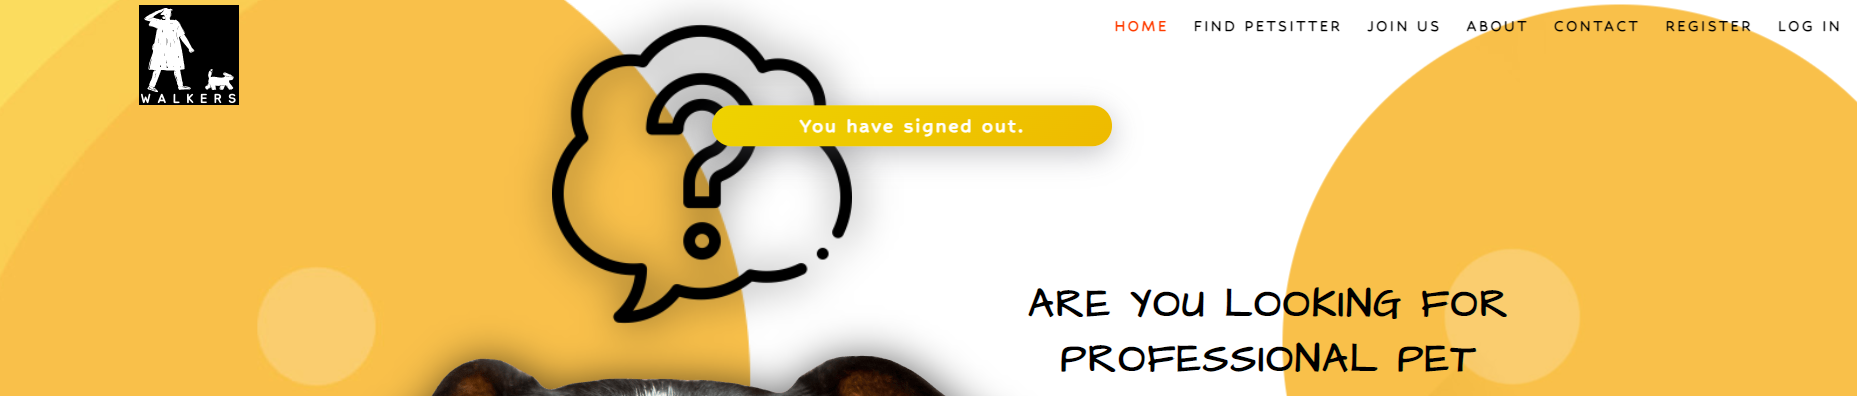 WALKERS
HOME FIND PETSITTER JOIN US ABOUT CONTACT REGISTER LOG IN
You have signed out.
ARE YOU LOOKING FOR
PROFESSIONAL PET